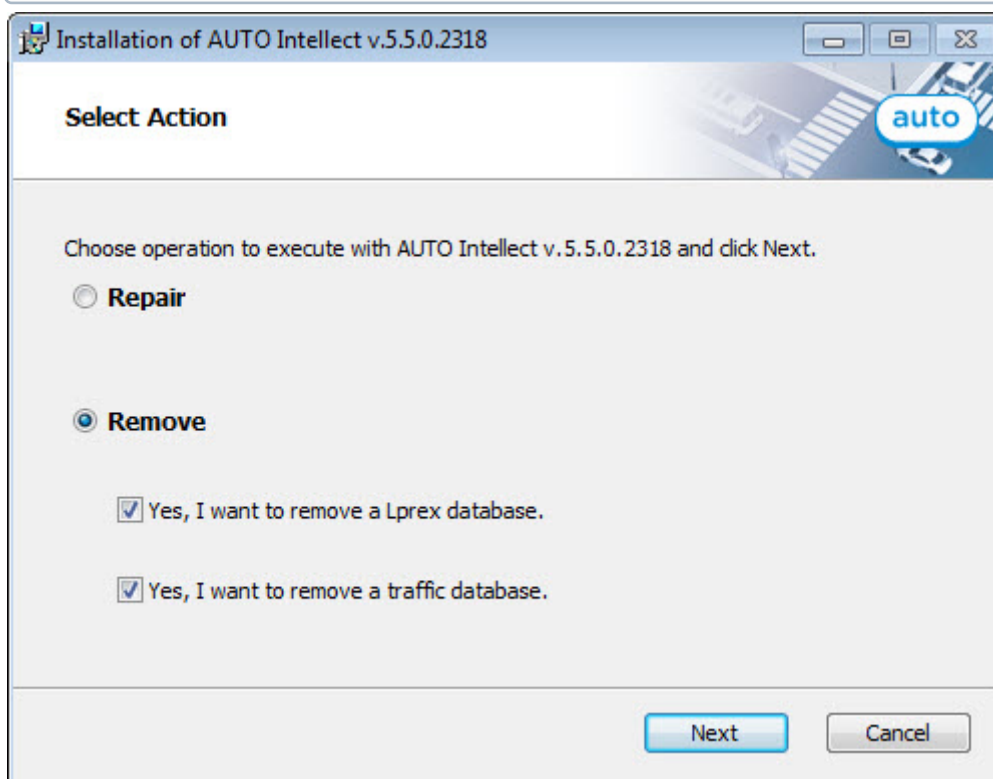 Installation of AUTO Intellect v.5.5.0.2318
Select Action
auto
Choose operation to execute with AUTO Intellect v.5.5.0.2318 and click Next.
Repair
Remove
Yes, I want to remove a Lprex database.
Yes, I want to remove a traffic database.
Next
Cancel